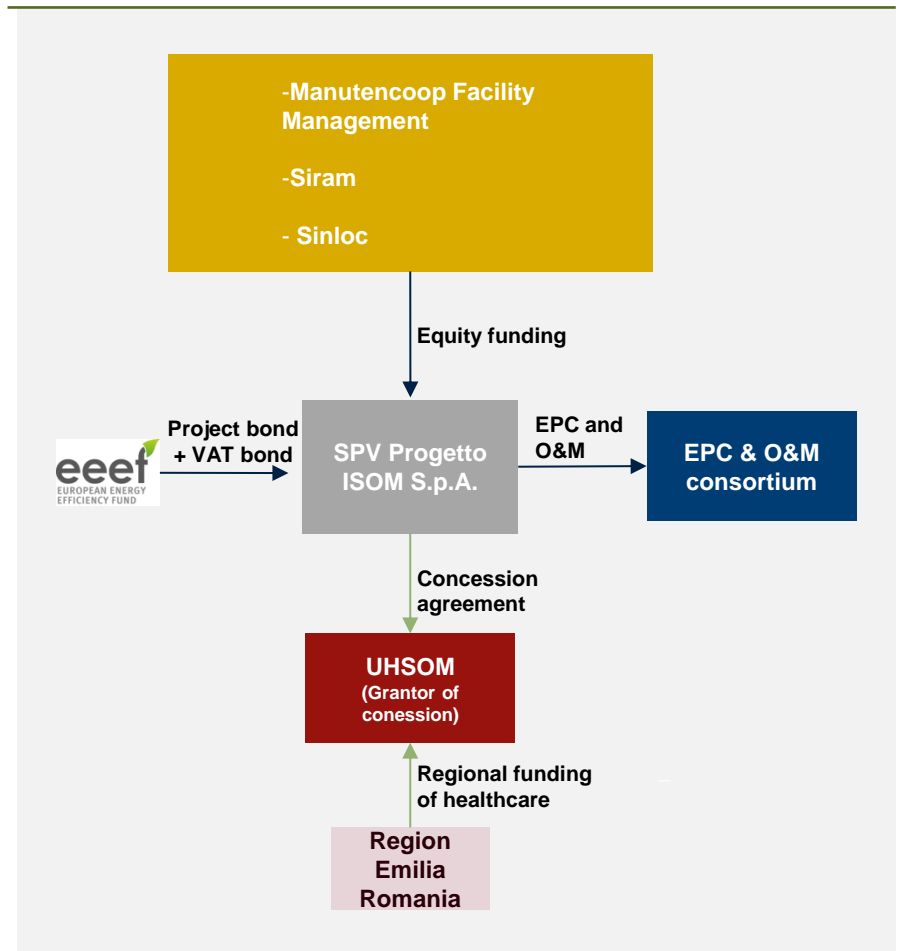 -Manutencoop Facility
Management
-Siram
- Sinloc
Equity funding
Project bond
+ VAT bond
eeef
EUROPEAN ENERGY
EFFICIENCY FUND
SPV Progetto
ISOM S.p.A.
EPC and
O&M
EPC & O&M
consortium
Concession
agreement
UHSOM
(Grantor of
conession)
Regional funding
of healthcare
Region
Emilia
Romania